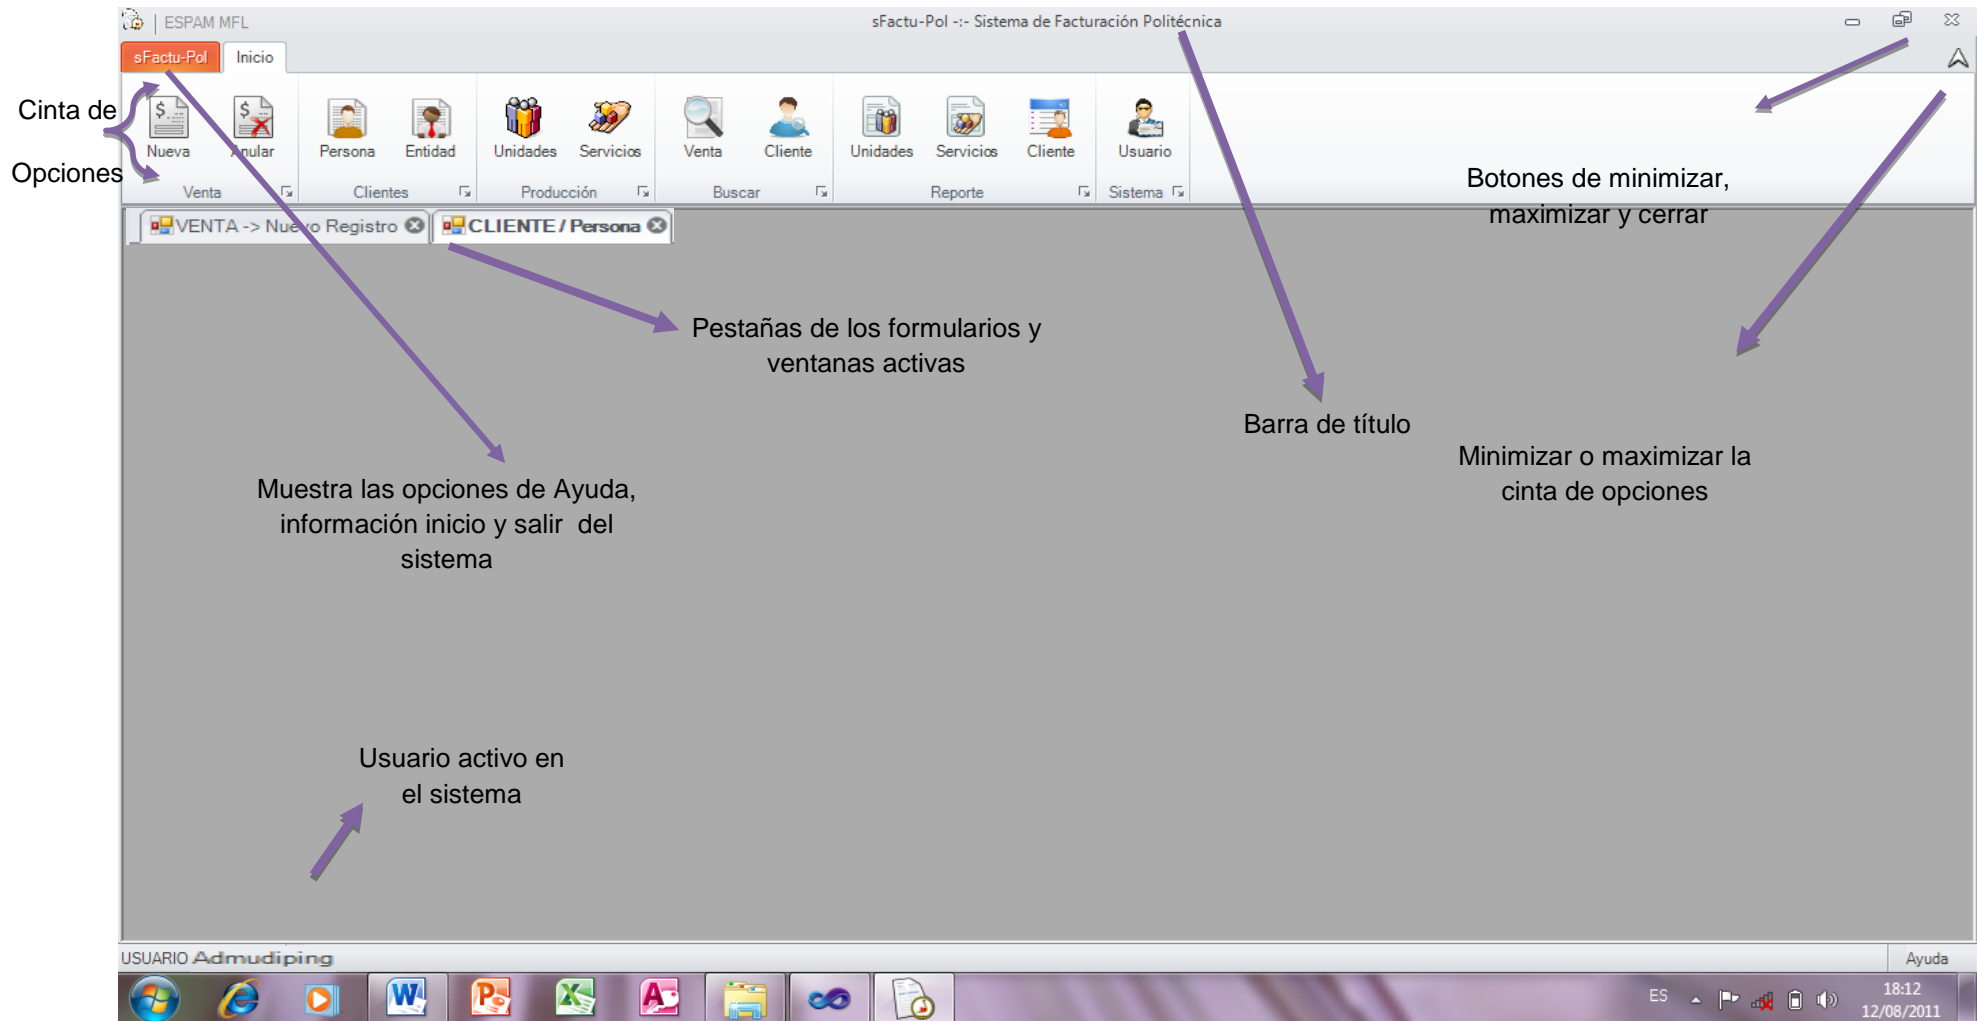 ESPAM MFL
sFactu-Pol -:- Sistema de Facturación Politécnica
sFactu-Pol Inicio
Cinta de
Opciones
Nueva Anular Persona Entidad Unidades Servicios Venta Cliente Unidades Servicios Cliente Usuario
Venta Clientes Producción Buscar Reporte Sistema
Botones de minimizar,
maximizar y cerrar
VENTA -> Nuevo Registro CLIENTE / Persona
Pestañas de los formularios y
ventanas activas
Barra de título
Minimizar o maximizar la
cinta de opciones
Muestra las opciones de Ayuda,
información inicio y salir del
sistema
Usuario activo en
el sistema
USUARIO Admudiping
Ayuda
ES
18:12
12/08/2011